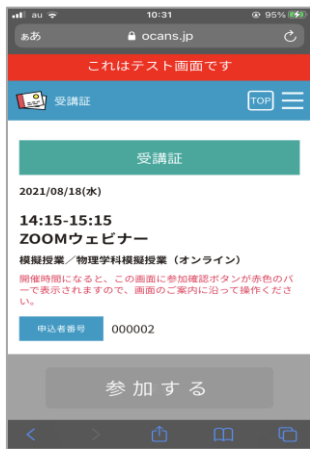 au 10:31 95%
ぁあ ocans.jp
これはテスト画面です
受講証 TOP
受講証
2021/08/18(水)
14:15-15:15
ZOOMウェビナー
模擬授業／物理学科模擬授業（オンライン）
開催時間になると、この画面に参加確認ボタンが赤色のバ
ーで表示されますので、画面のご案内に沿って操作くださ
い。
申込者番号 000002
参加する